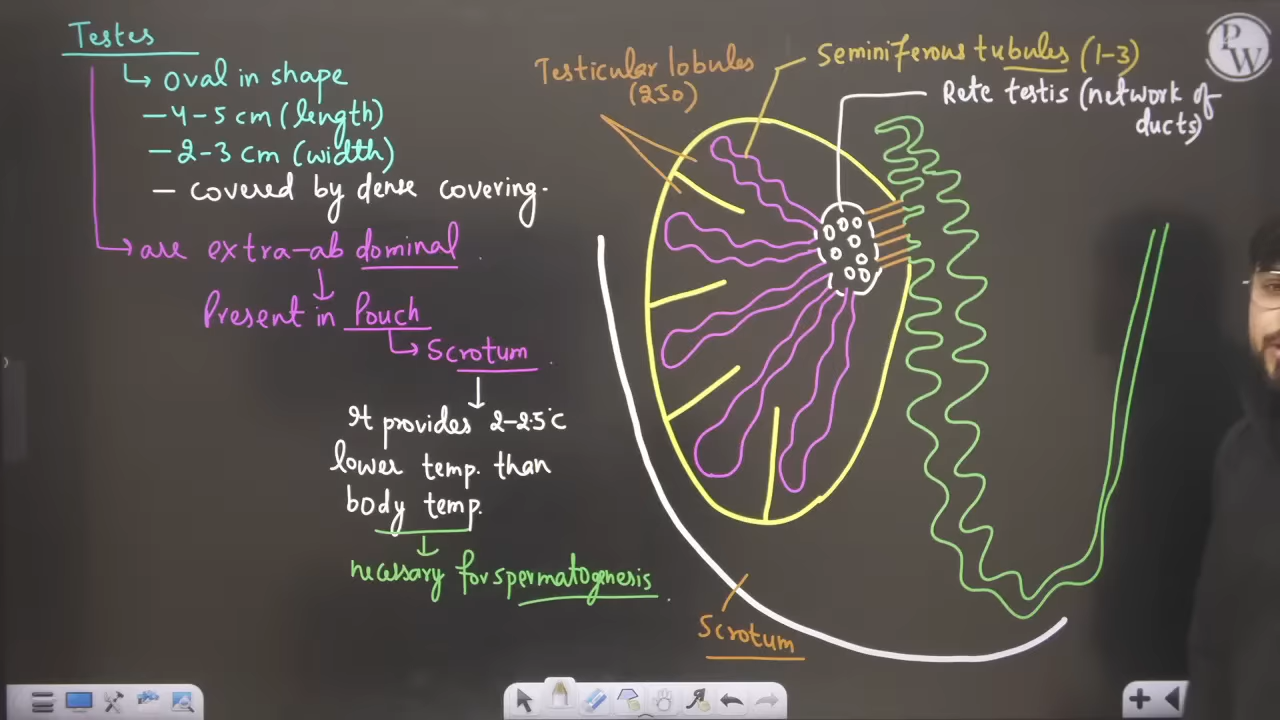 Testes
↳ oval in shape
- 4-5 cm (length)
- 2-3 cm (width)
- covered by dense covering.
→ are extra-abdominal.
↓
Present in Pouch
↳ Scrotum.
↓
It provides 2-2.5°C
lower temp. than
body temp.
↓
necessary for spermatogenesis.
Testicular lobules
(250)
Seminiferous tubules (1-3)
Rete testis (network of
ducts)
Scrotum
PW